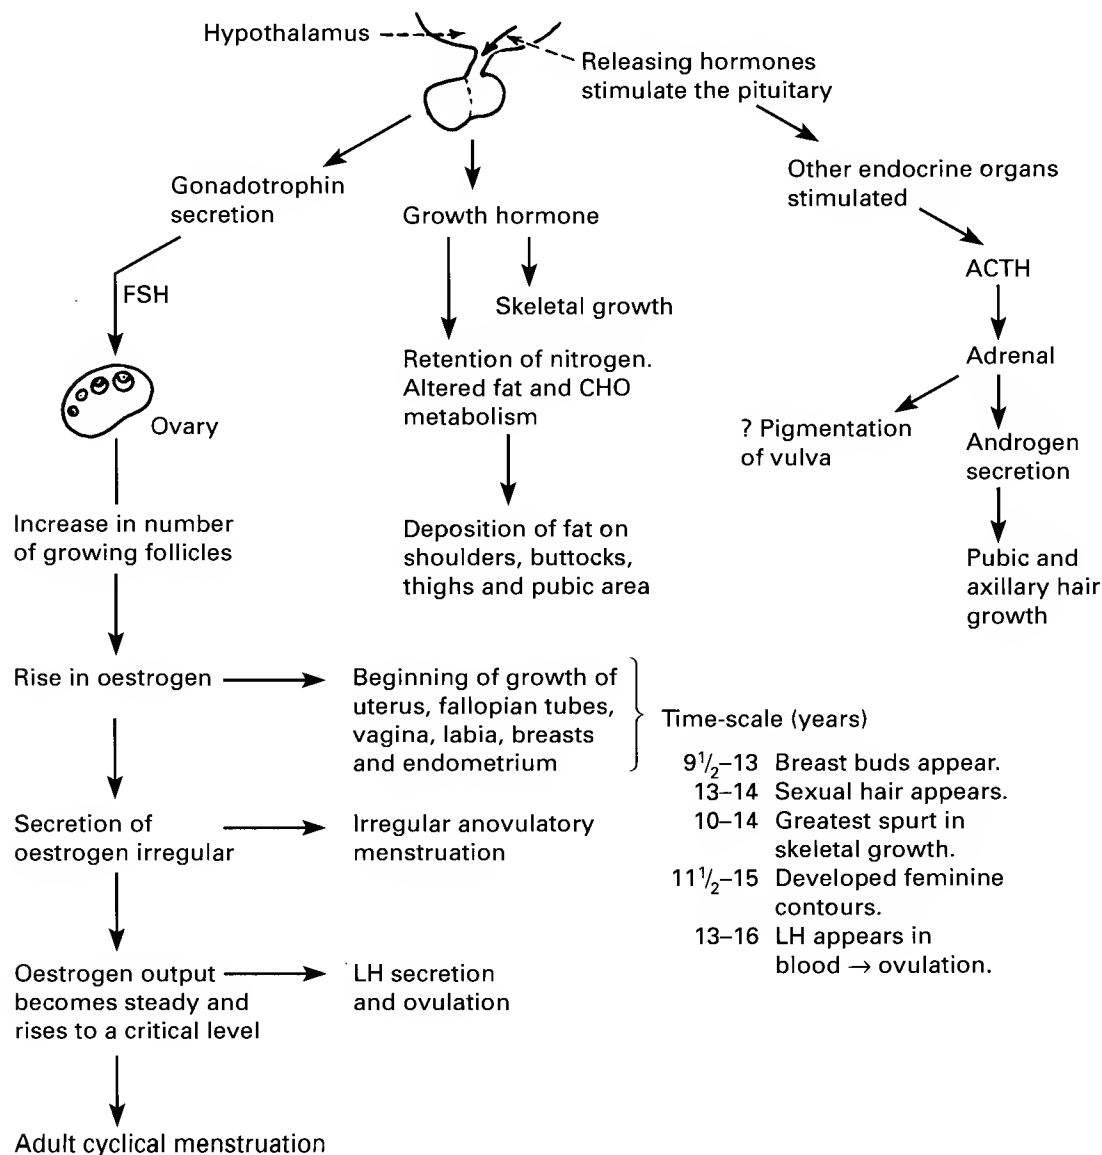 Hypothalamus
Releasing hormones
stimulate the pituitary
Gonadotrophin
secretion
Growth hormone
Other endocrine organs
stimulated
FSH
Skeletal growth
ACTH
Retention of nitrogen.
Altered fat and CHO
metabolism
Adrenal
Ovary
? Pigmentation
of vulva
Androgen
secretion
Increase in number
of growing follicles
Deposition of fat on
shoulders, buttocks,
thighs and pubic area
Pubic and
axillary hair
growth
Rise in oestrogen
Beginning of growth of
uterus, fallopian tubes,
vagina, labia, breasts
and endometrium
Time-scale (years)
9½–13 Breast buds appear.
13–14 Sexual hair appears.
10–14 Greatest spurt in
skeletal growth.
11½–15 Developed feminine
contours.
13–16 LH appears in
blood → ovulation.
Secretion of
oestrogen irregular
Irregular anovulatory
menstruation
Oestrogen output
becomes steady and
rises to a critical level
LH secretion
and ovulation
Adult cyclical menstruation